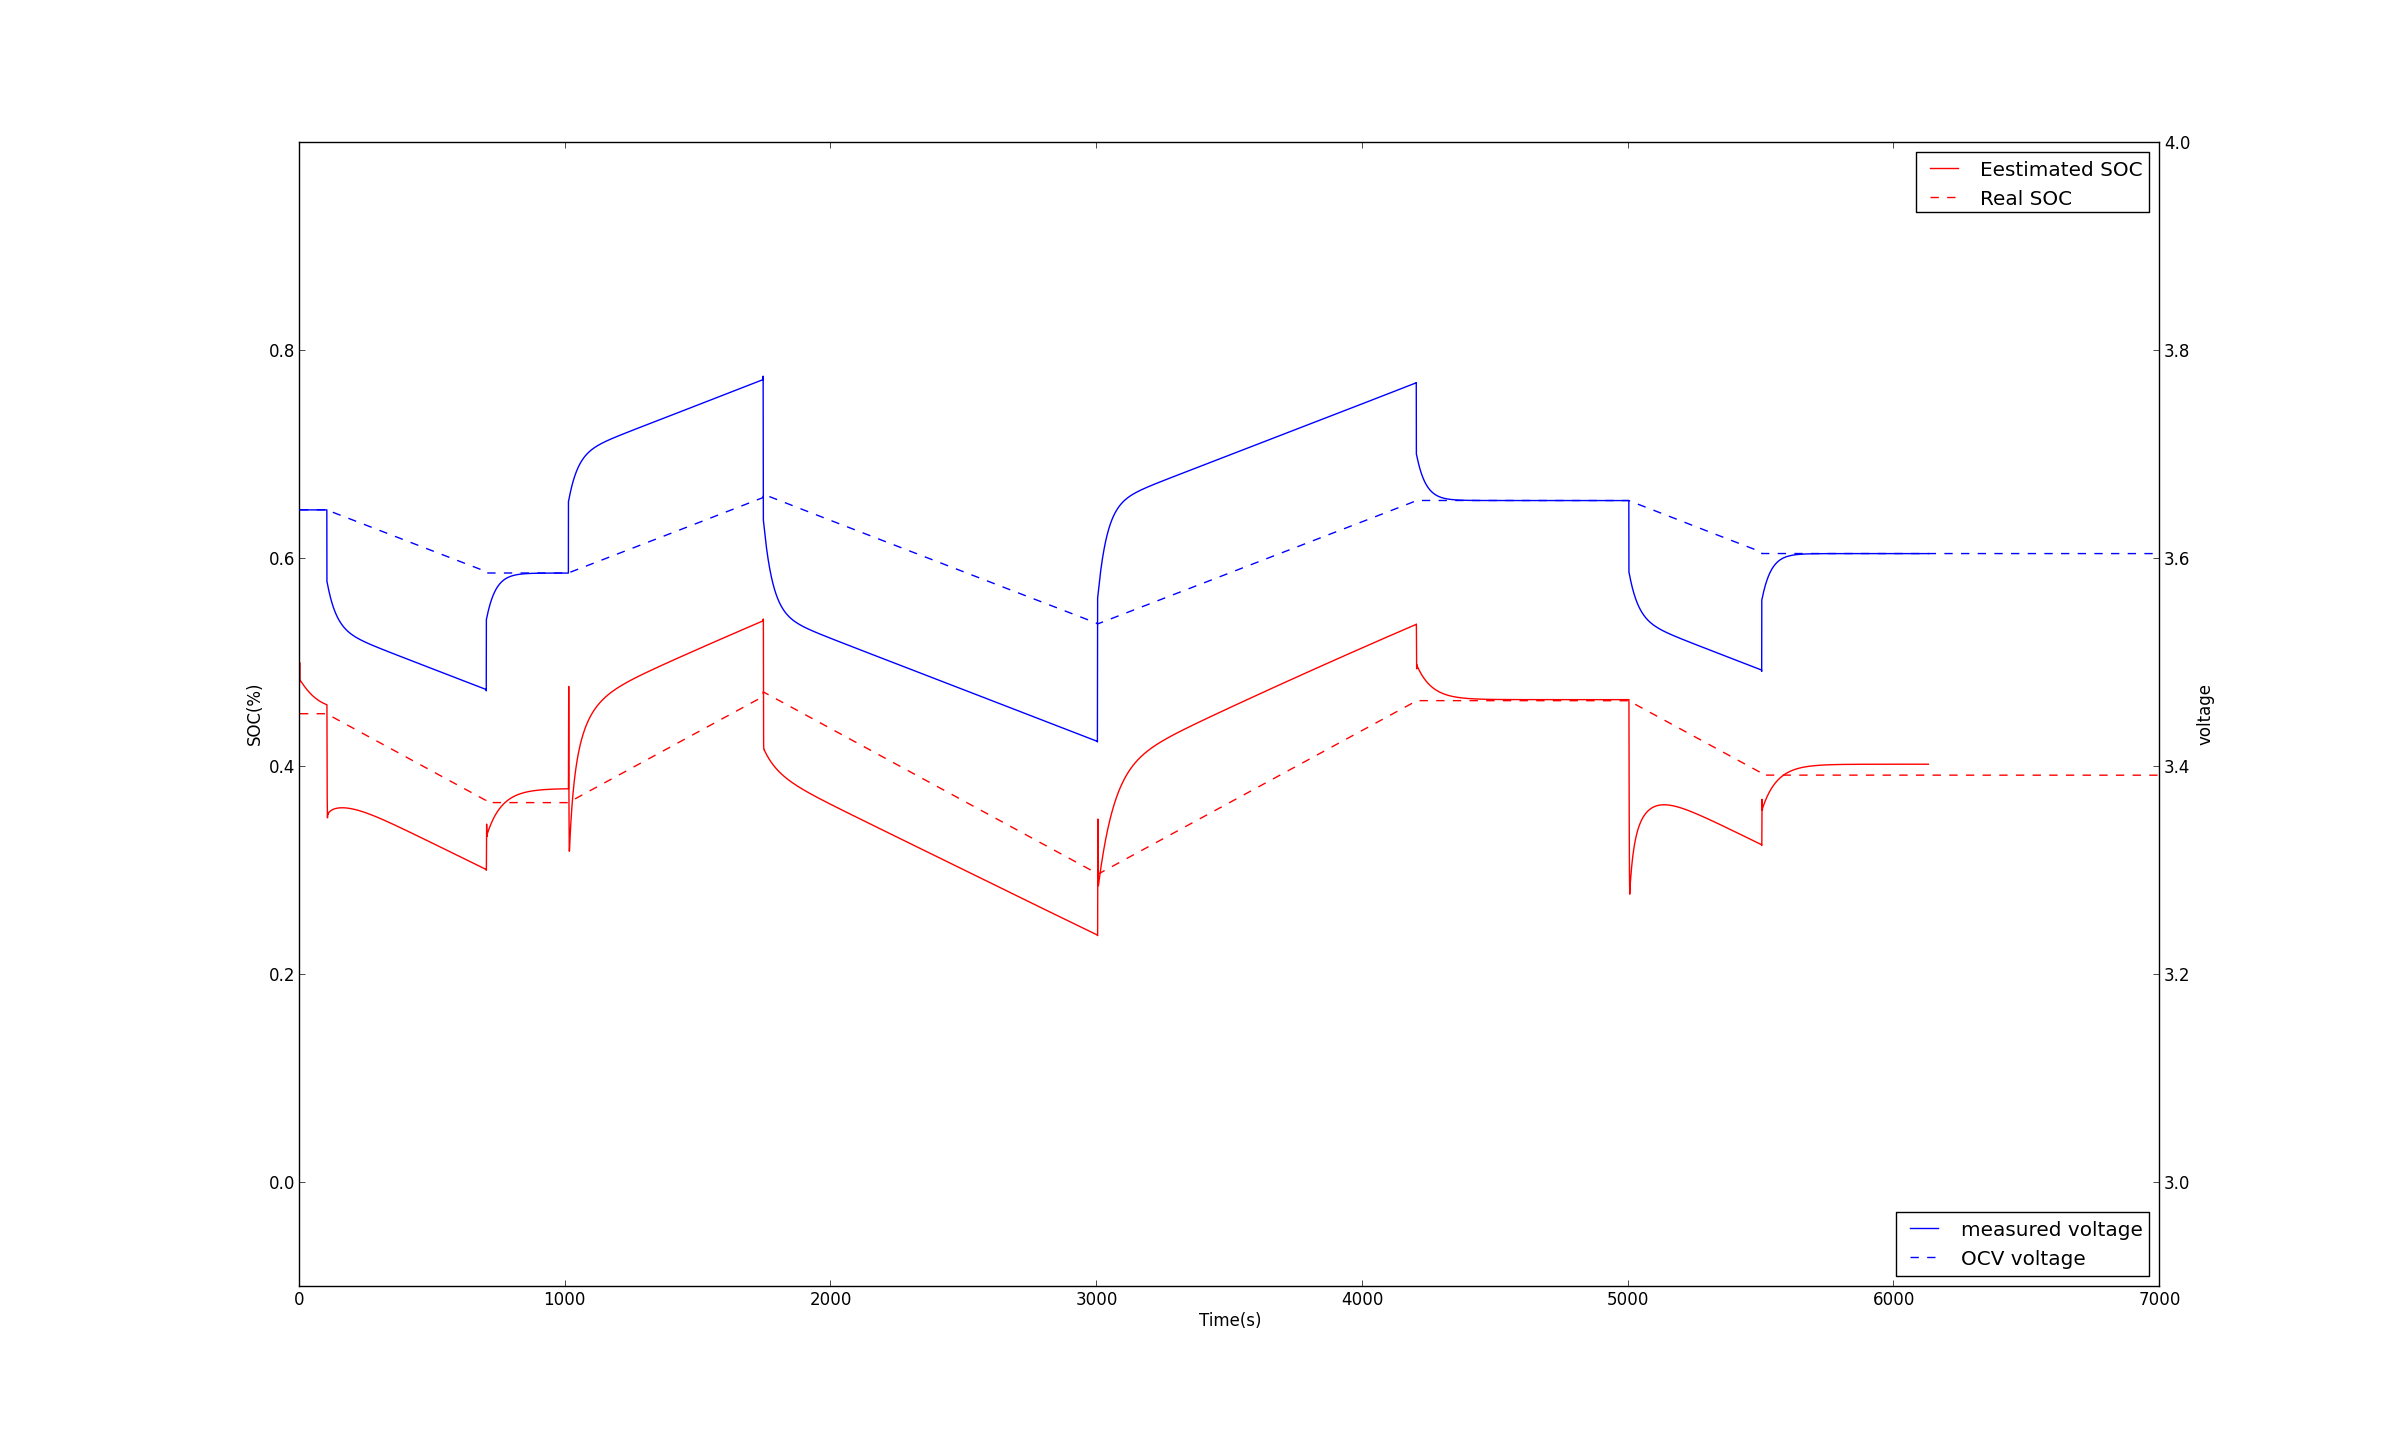 4.0
Eestimated SOC
Real SOC
0.8
3.8
0.6
3.6
SOC(%)
voltage
0.4
3.4
0.2
3.2
0.0
3.0
measured voltage
OCV voltage
0 1000 2000 3000 4000 5000 6000 7000
Time(s)